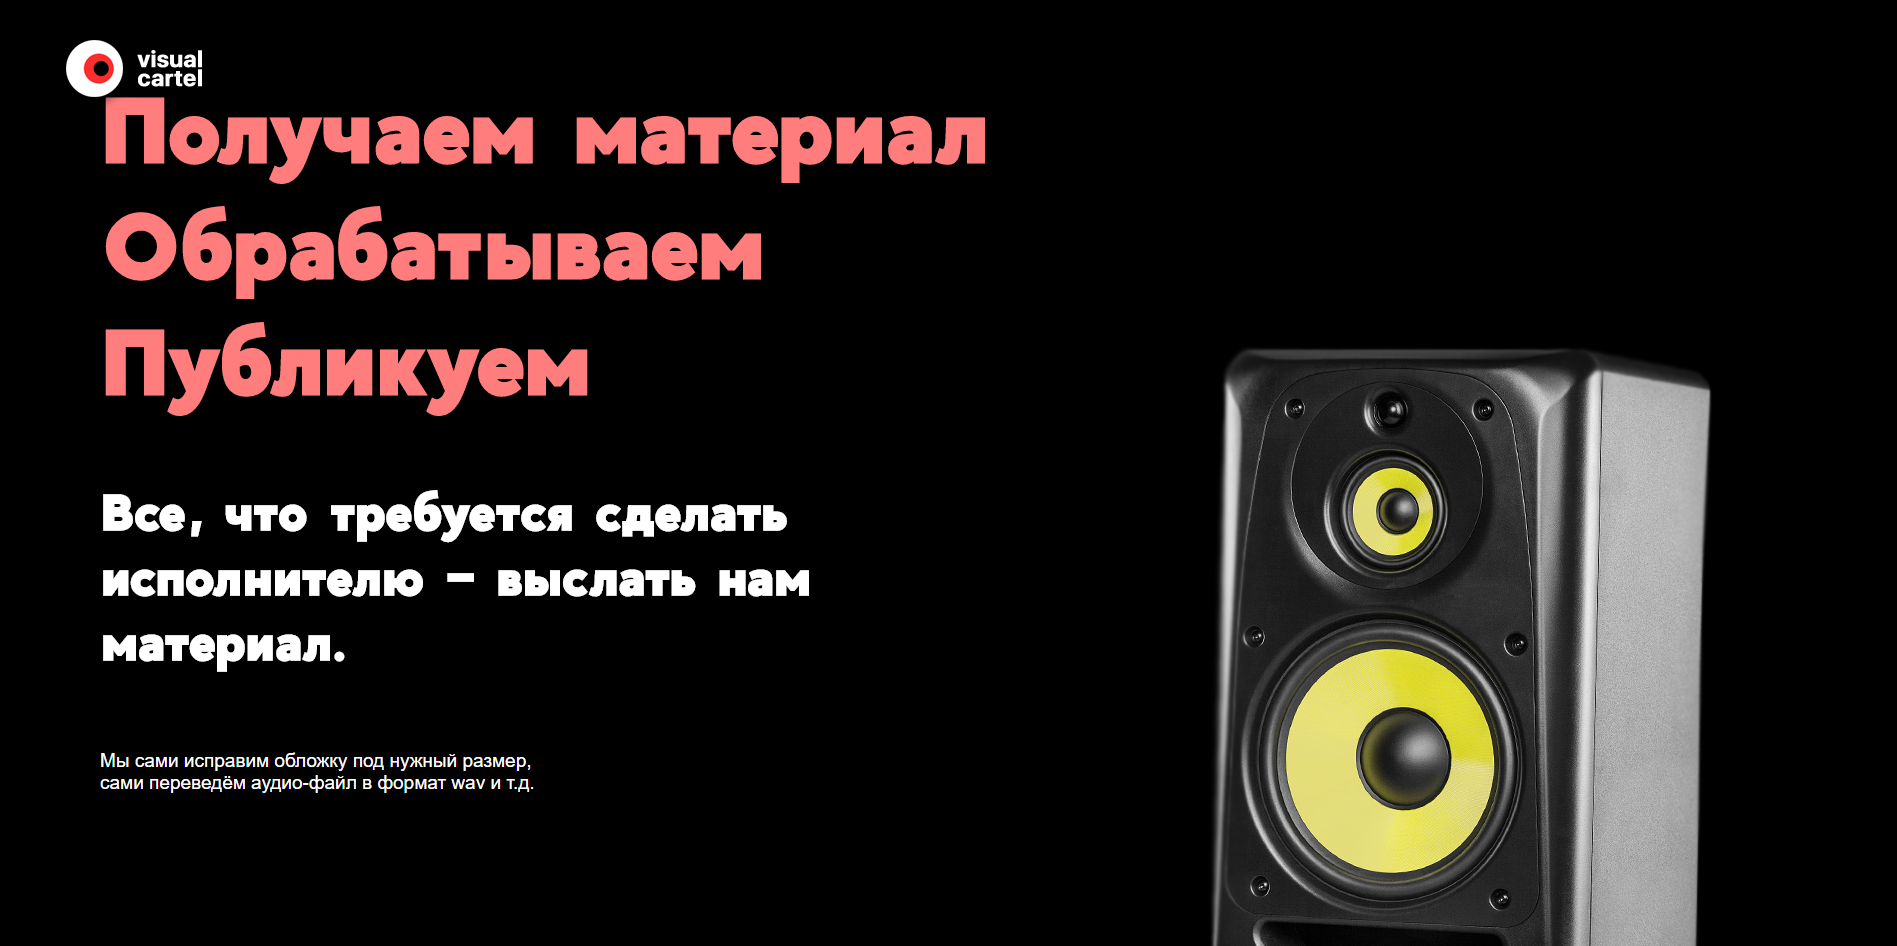 visual
cartel
Получаем материал
Обрабатываем
Публикуем
Все, что требуется сделать
исполнителю – выслать нам
материал.
Мы сами исправим обложку под нужный размер,
сами переведём аудио-файл в формат wav и т.д.